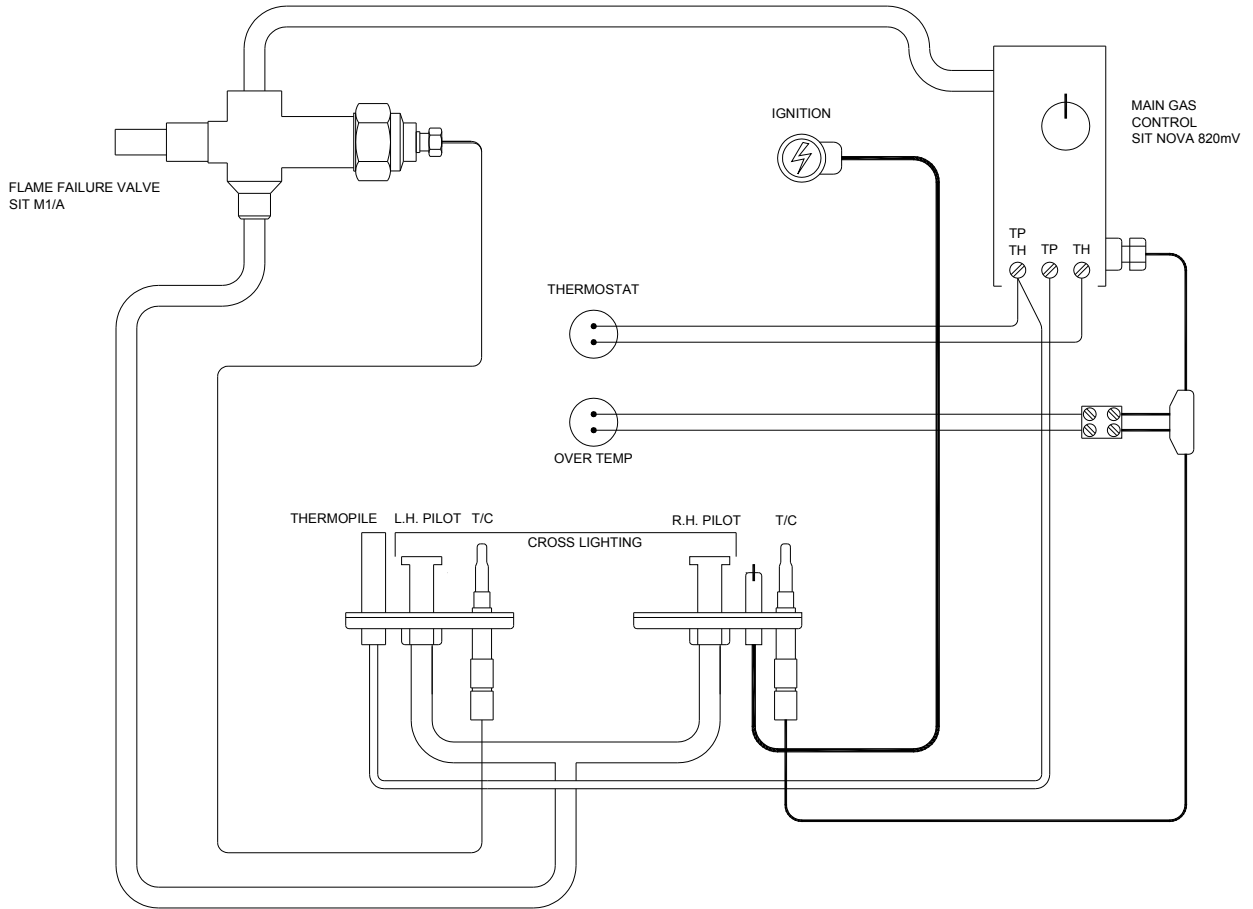 IGNITION
MAIN GAS
CONTROL
SIT NOVA 820mV
FLAME FAILURE VALVE
SIT M1/A
TP
TH TP TH
THERMOSTAT
OVER TEMP
THERMOPILE L.H. PILOT T/C R.H. PILOT T/C
CROSS LIGHTING